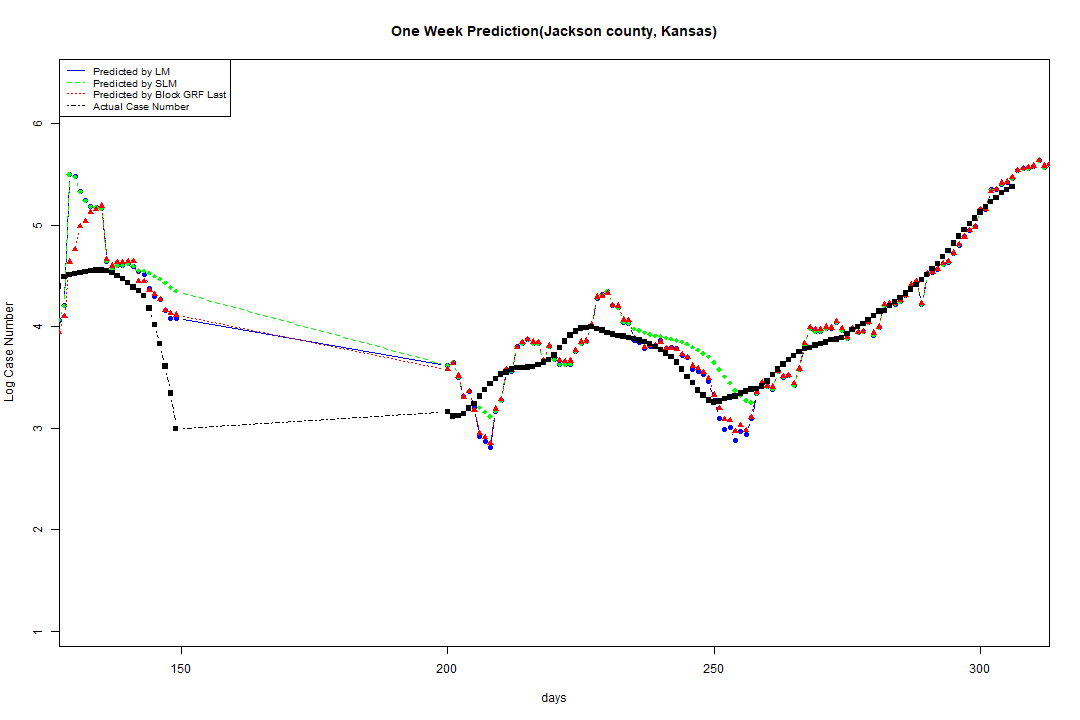 One Week Prediction(Jackson county, Kansas)
Predicted by LM
Predicted by SLM
Predicted by Block GRF Last
Actual Case Number
6
5
4
3
2
1
Log Case Number
150
200
250
300
days